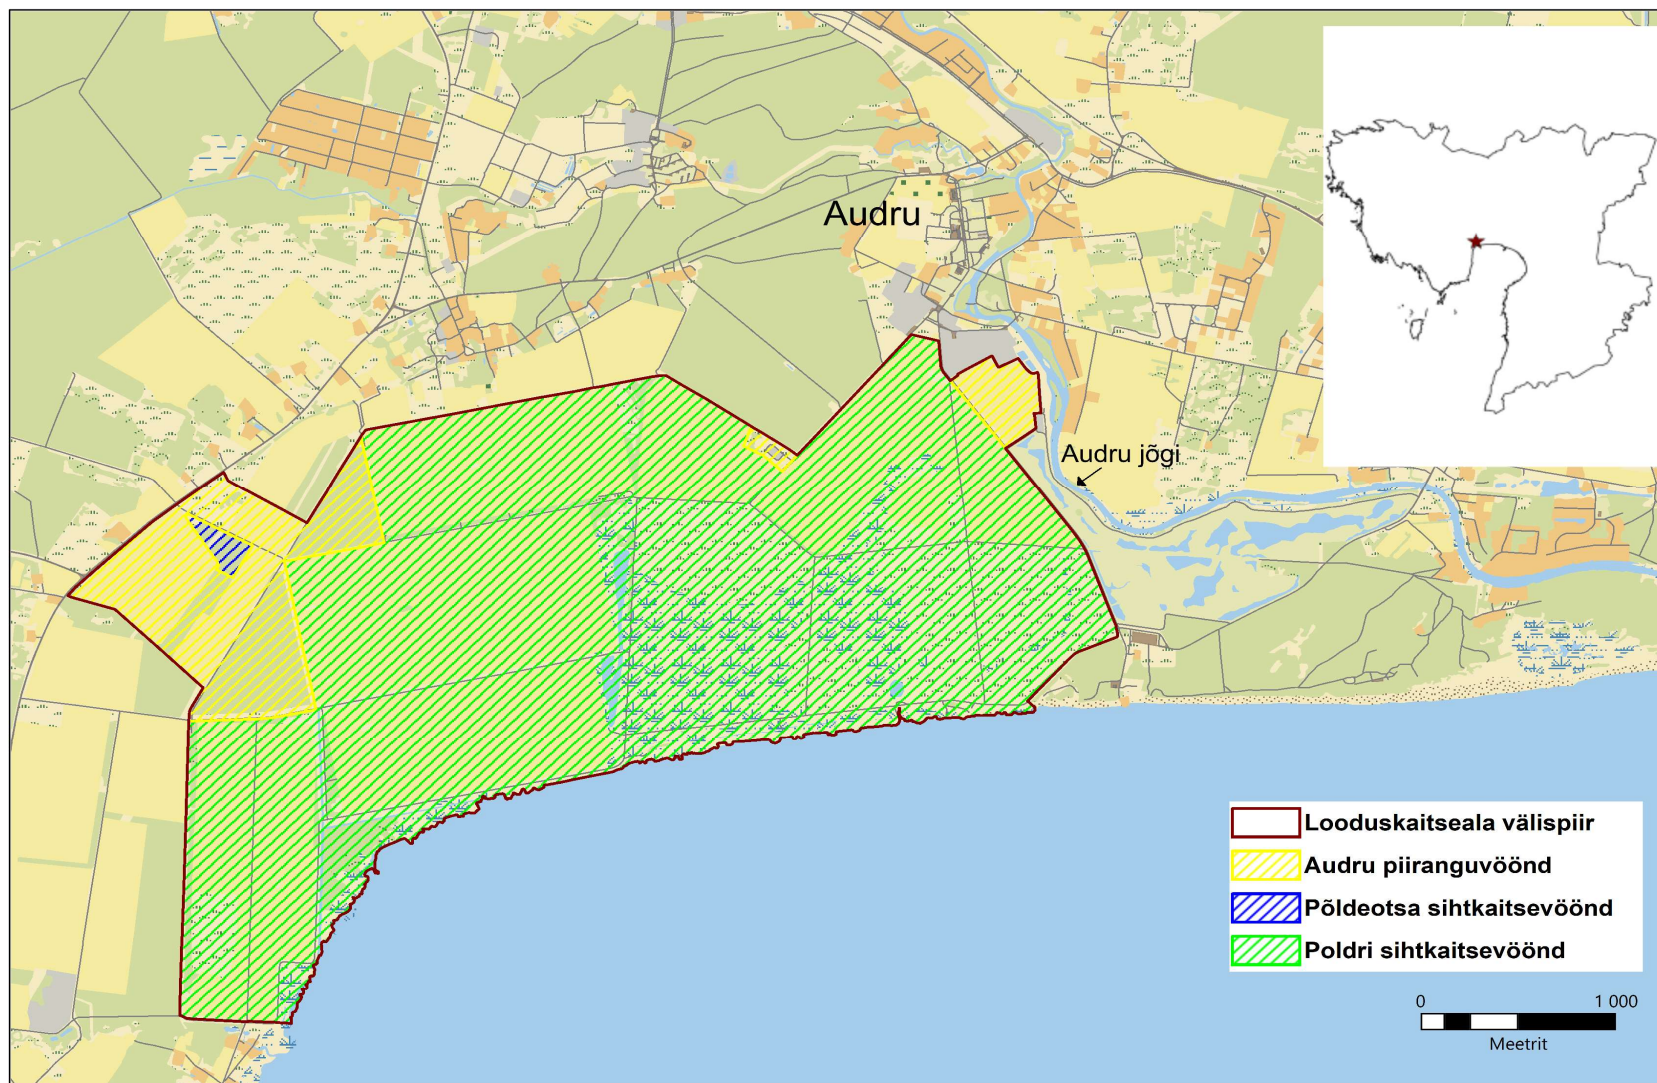 Audru
Audru jõgi
Looduskaitseala välispiir
Audru piiranguvöönd
Põldeotsa sihtkaitsevöönd
Poldri sihtkaitsevöönd
0 1 000
Meetrit